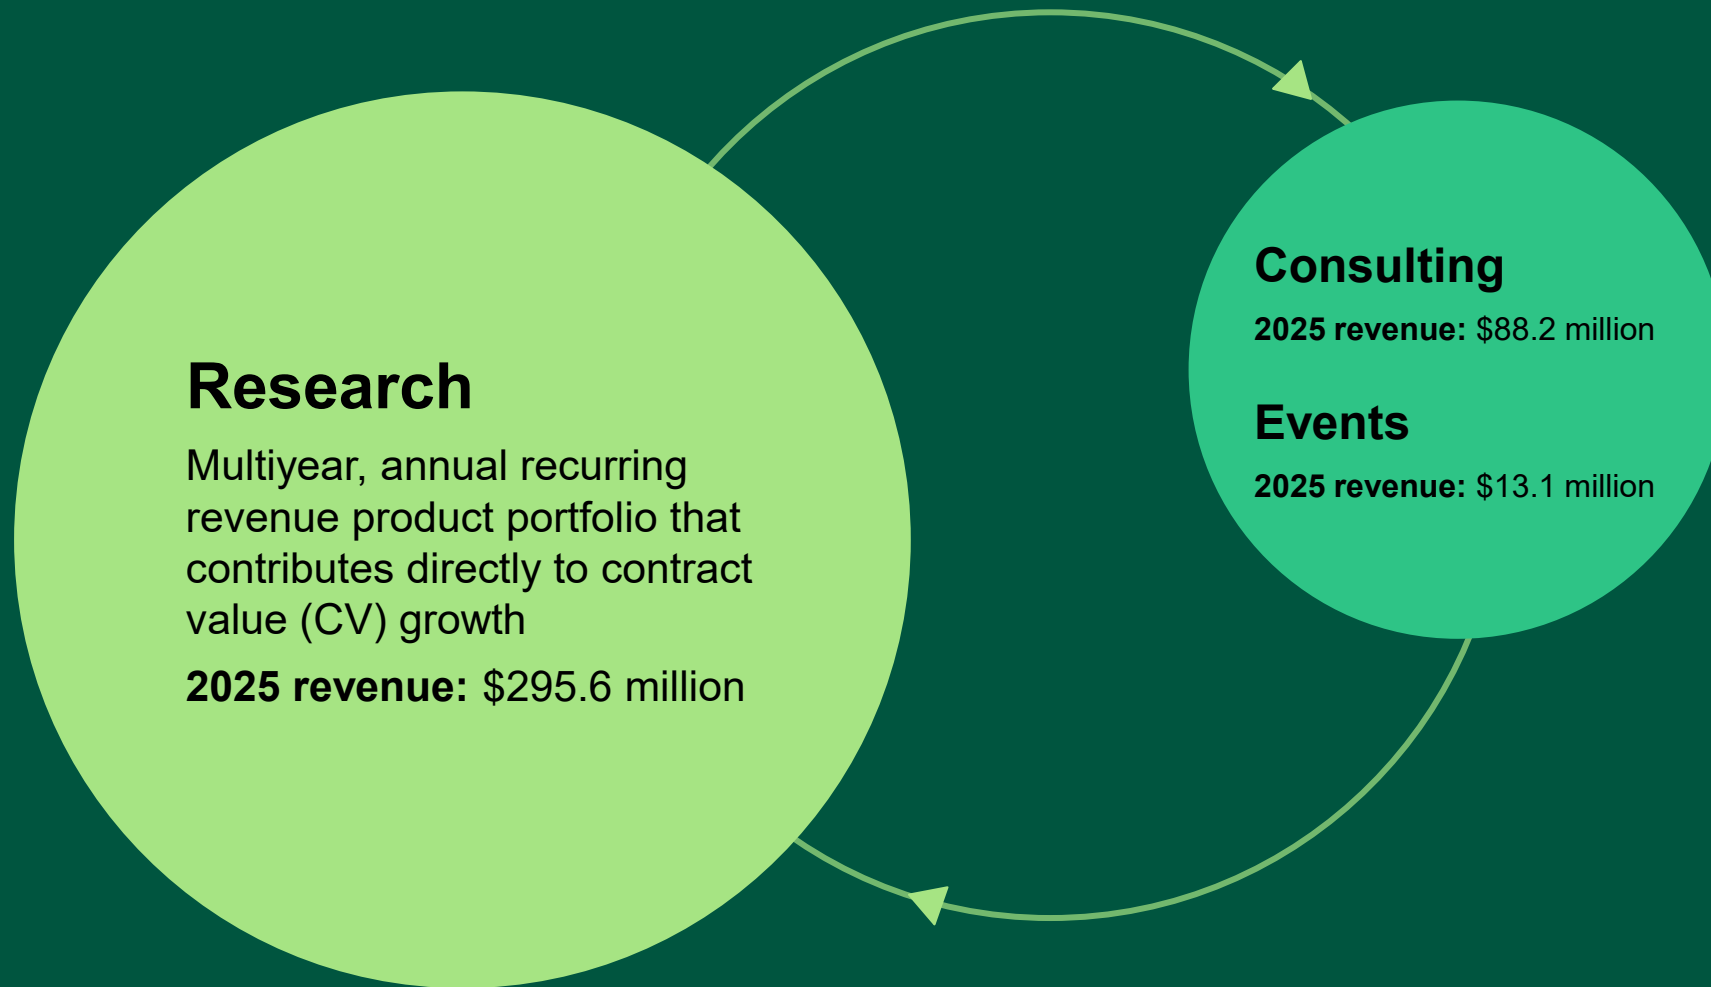 Research
Multiyear, annual recurring
revenue product portfolio that
contributes directly to contract
value (CV) growth
2025 revenue: $295.6 million
Consulting
2025 revenue: $88.2 million
Events
2025 revenue: $13.1 million